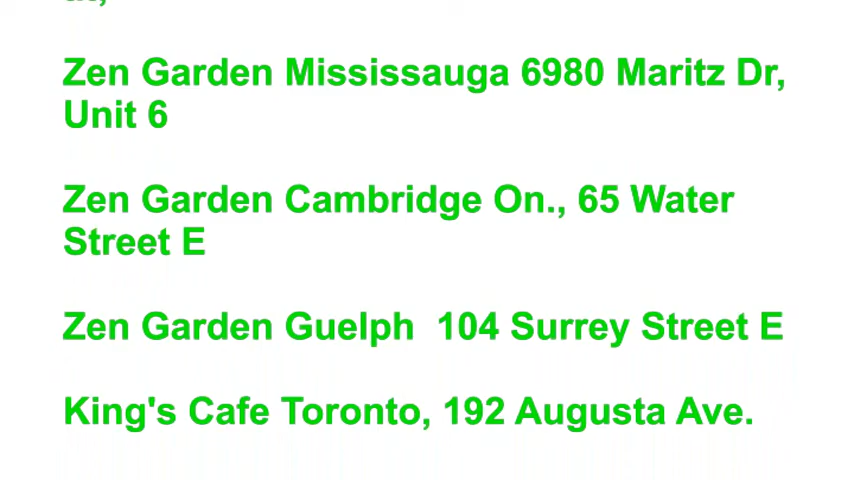 Zen Garden Mississauga 6980 Maritz Dr,
Unit 6
Zen Garden Cambridge On., 65 Water
Street E
Zen Garden Guelph  104 Surrey Street E
King's Cafe Toronto, 192 Augusta Ave.